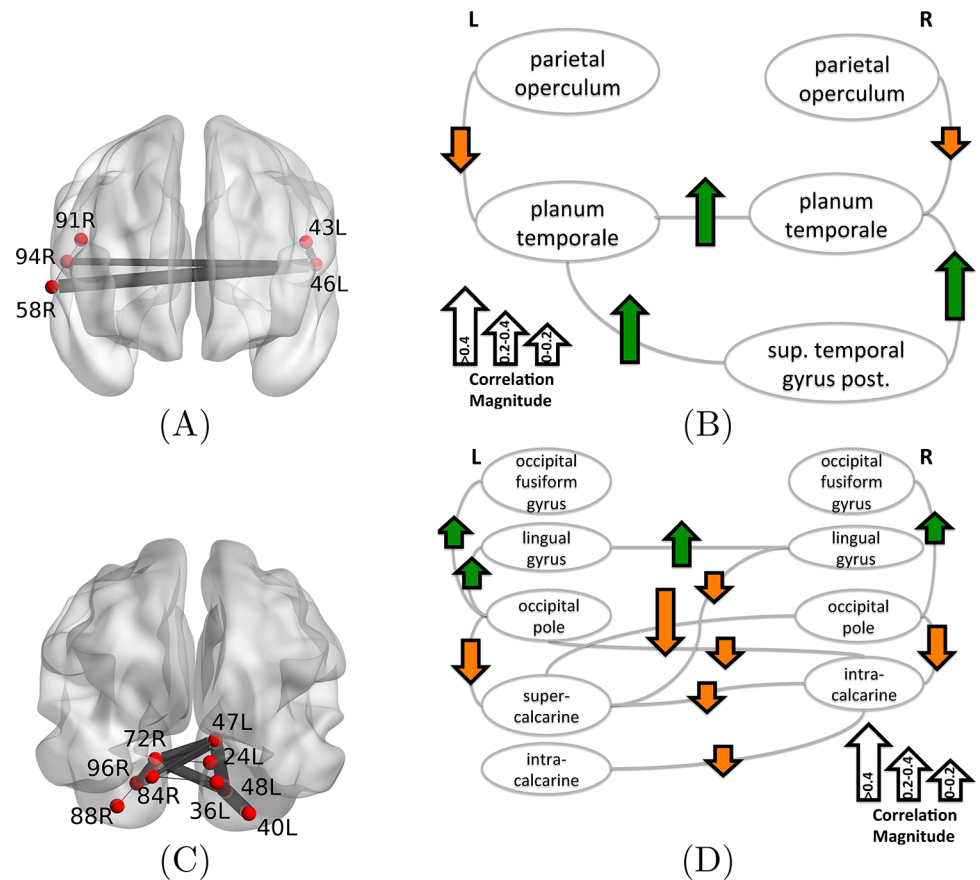 L
R
parietal
operculum
parietal
operculum
91R
43L
94R
46L
58R
planum
temporale
planum
temporale
sup. temporal
gyrus post.
>0.4
0.2-0.4
0-0.2
Correlation
Magnitude
(A)
(B)
L
R
occipital
fusiform
gyrus
occipital
fusiform
gyrus
lingual
gyrus
lingual
gyrus
occipital
pole
occipital
pole
super-
calcarine
intra-
calcarine
intra-
calcarine
47L
72R
24L
96R
84R
48L
36L
88R
40L
>0.4
0.2-0.4
0-0.2
Correlation
Magnitude
(C)
(D)